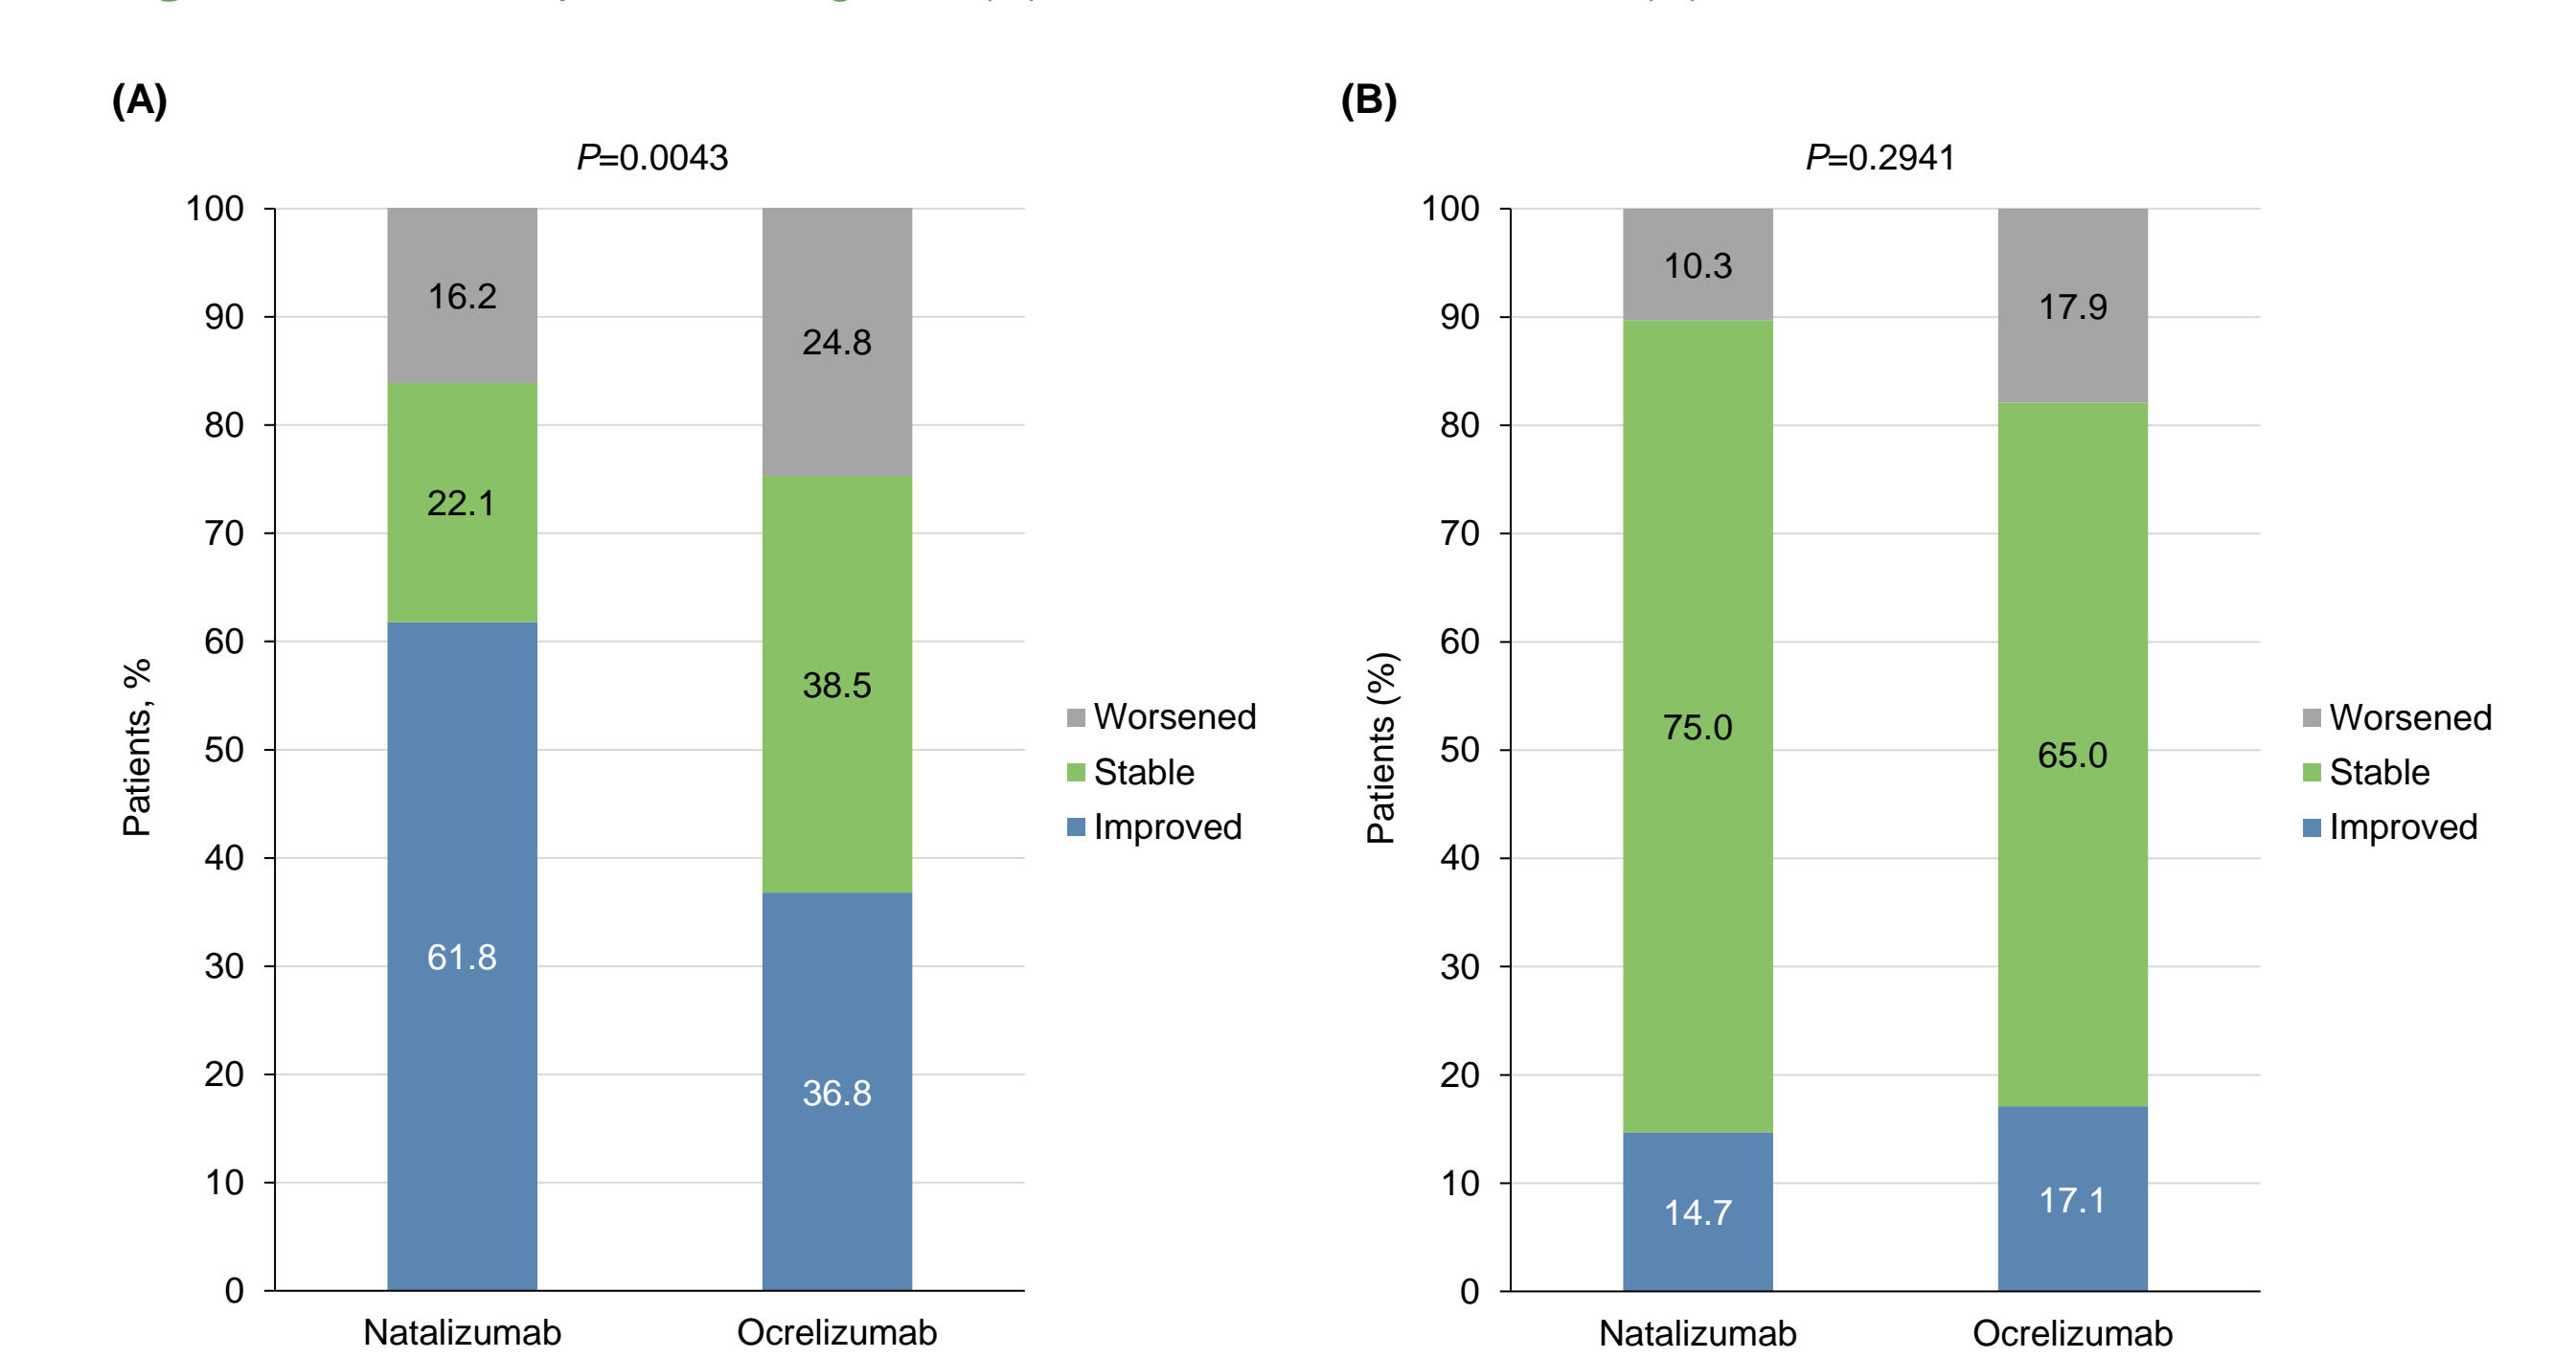 (A)
P=0.0043
100
90
80
70
60
50
40
30
20
10
0
Patients, %
16.2
22.1
61.8
24.8
38.5
36.8
Natalizumab
Ocrelizumab
Worsened
Stable
Improved
(B)
P=0.2941
100
90
80
70
60
50
40
30
20
10
0
Patients (%)
10.3
75.0
14.7
17.9
65.0
17.1
Natalizumab
Ocrelizumab
Worsened
Stable
Improved